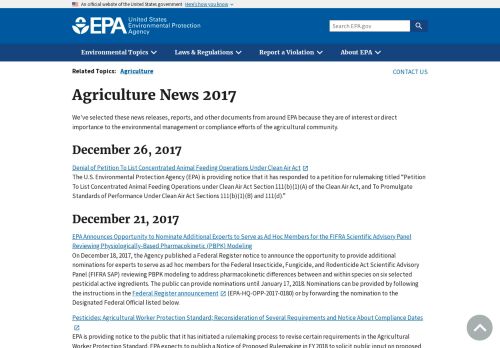 An official website of the United States government Here's how you know
EPA United States
Environmental Protection
Agency
Search EPA.gov
Environmental Topics Laws & Regulations Report a Violation About EPA
Related Topics: Agriculture CONTACT US
Agriculture News 2017
We've selected these news releases, reports, and other documents from around EPA because they are of interest or direct
importance to the environmental management or compliance efforts of the agricultural community.
December 26, 2017
Denial of Petition To List Concentrated Animal Feeding Operations Under Clean Air Act
The U.S. Environmental Protection Agency (EPA) is providing notice that it has responded to a petition for rulemaking titled "Petition
To List Concentrated Animal Feeding Operations under Clean Air Act Section 111(b)(1)(A) of the Clean Air Act, and To Promulgate
Standards of Performance Under Clean Air Act Sections 111(b)(1)(B) and 111(d)."
December 21, 2017
EPA Announces Opportunity to Nominate Additional Experts to Serve as Ad Hoc Members for the FIFRA Scientific Advisory Panel
Reviewing Physiologically-Based Pharmacokinetic (PBPK) Modeling
On December 18, 2017, the Agency published a Federal Register notice to announce the opportunity to provide additional
nominations for experts to serve as ad hoc members for the Federal Insecticide, Fungicide, and Rodenticide Act Scientific Advisory
Panel (FIFRA SAP) reviewing PBPK modeling to address pharmacokinetic differences between and within species on six selected
pesticidal active ingredients. The public can provide nominations until January 17, 2018. Nominations can be provided by following
the instructions in the Federal Register announcement (EPA-HQ-OPP-2017-0180) or by forwarding the nomination to the
Designated Federal Official listed below.
Pesticides: Agricultural Worker Protection Standard; Reconsideration of Several Requirements and Notice About Compliance Dates
EPA is providing notice to the public that it has initiated a rulemaking process to revise certain requirements in the Agricultural
Worker Protection Standard. EPA expects to publish a Notice of Proposed Rulemaking in FY 2018 to solicit public input on proposed